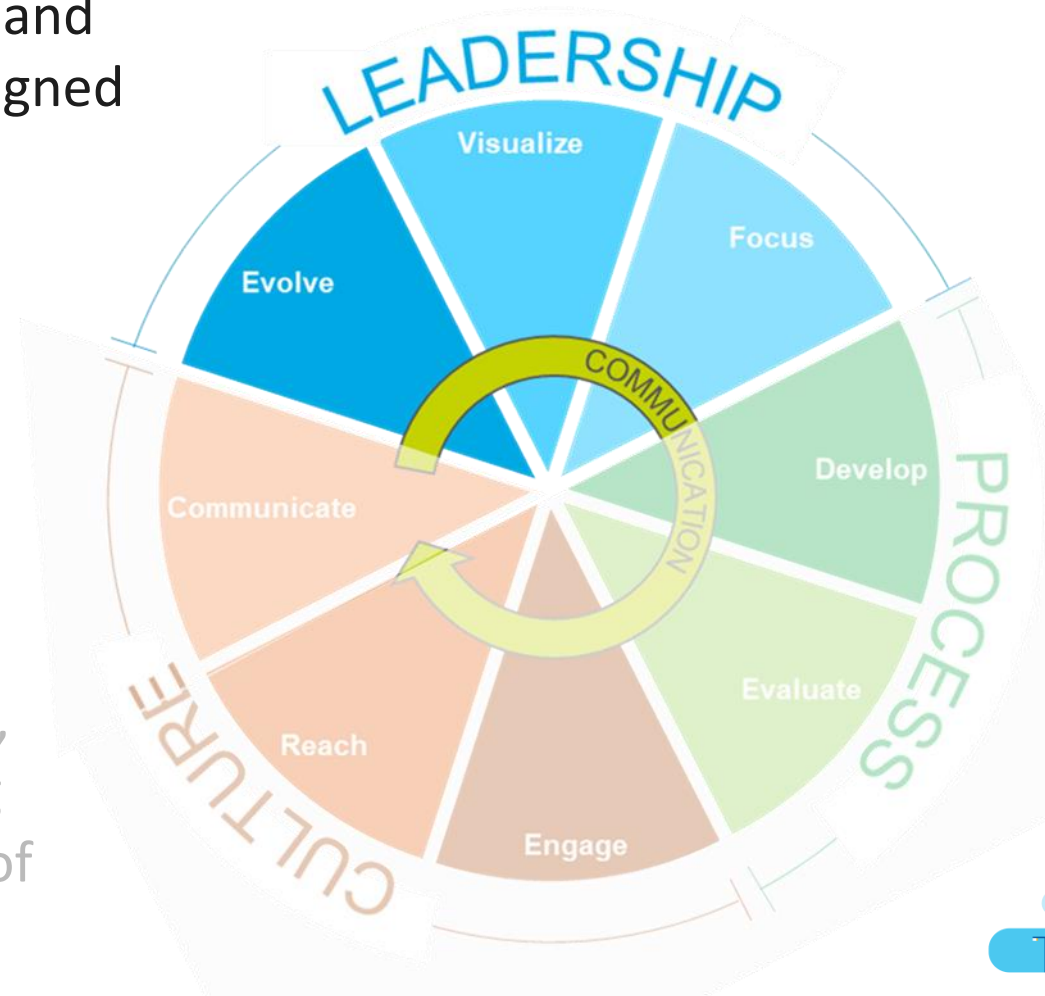 and
gned
LEADERSHIP
Visualize
Focus
Evolve
COMMUNICATION
Develop
Communicate
PROCESS
Evaluate
Reach
CULTURE
Engage
of